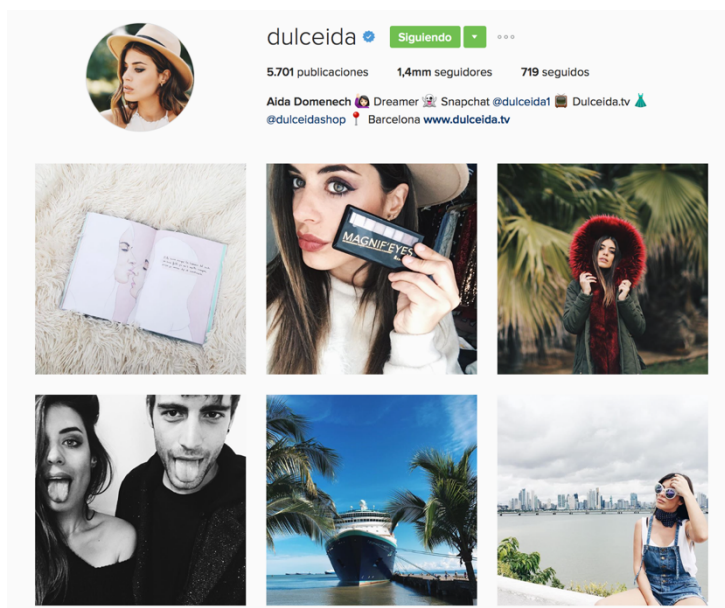 dulceida Siguiendo
5.701 publicaciones 1,4mm seguidores 719 seguidos
Aida Domenech Dreamer Snapchat @dulceida1 Dulceida.tv
@dulceidashop Barcelona www.dulceida.tv
MAGNIF'EYES